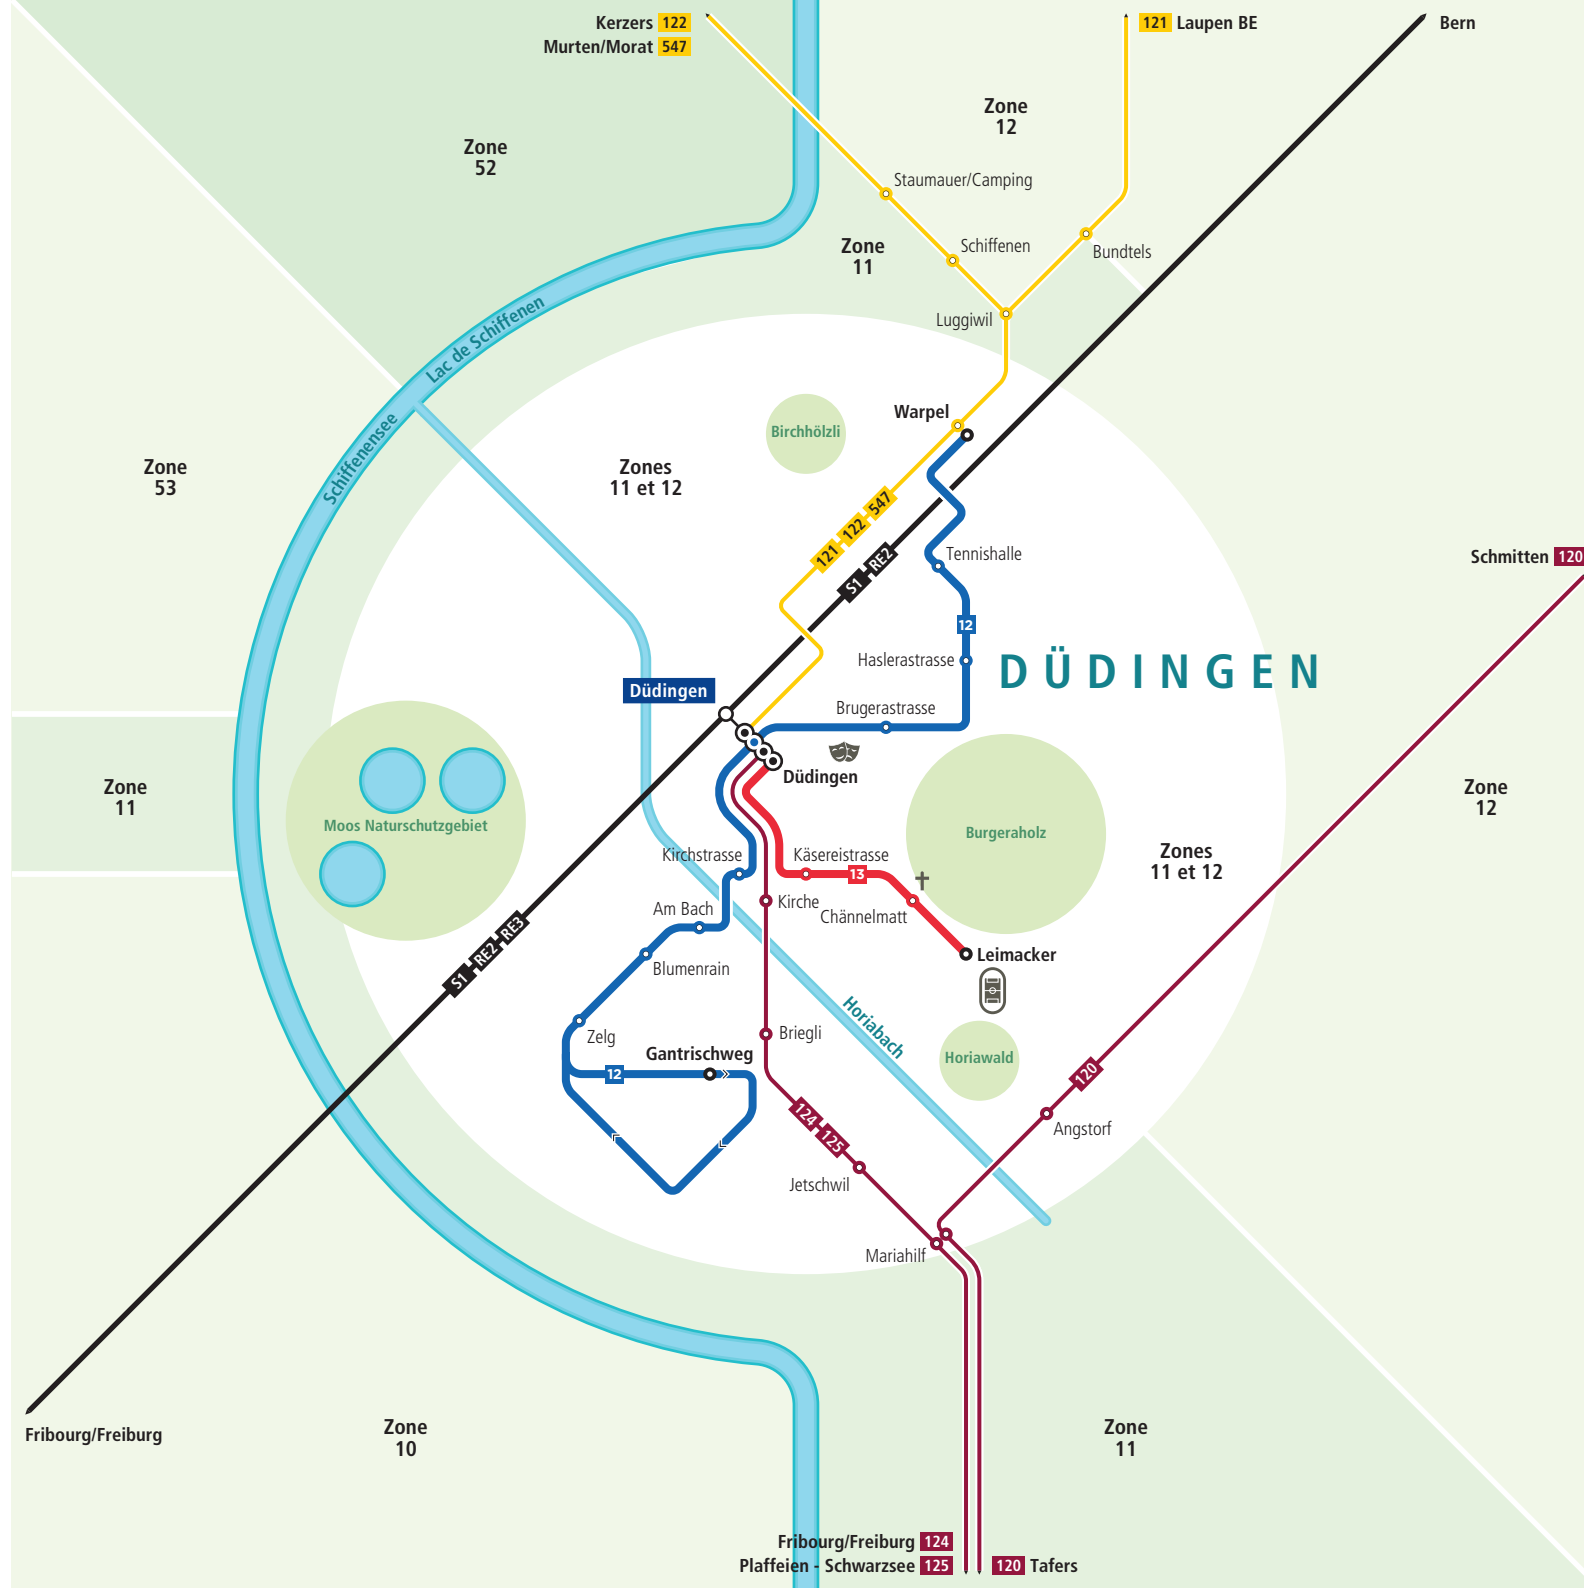 Kerzers 122
Murten/Morat 547
121 Laupen BE
Bern
Zone
12
Zone
52
Staumauer/Camping
Zone
11
Schiffenen
Bundtels
Luggiwil
Lac de Schiffenen
Schiffenensee
Warpel
Birchhölzli
Zone
53
Zones
11 et 12
121 122 547
S1 RE2
Tennishalle
Schmitten 120
12
Haslerastrasse
DÜDINGEN
Düdingen
Brugerastrasse
Düdingen
Zone
11
Moos Naturschutzgebiet
Burgeraholz
Zone
12
Zones
11 et 12
Kirchstrasse
Käsereistrasse
13
Kirche
Chännelmatt
Am Bach
S1 RE2 RE3
Leimacker
Blumenrain
Horiabach
Zelg
Briegli
Gantrischweg
12
Horiawald
120
124 125
Angstorf
Jetschwil
Mariahilf
Fribourg/Freiburg
Zone
10
Zone
11
Fribourg/Freiburg 124
Plaffeien - Schwarzsee 125
120 Tafers